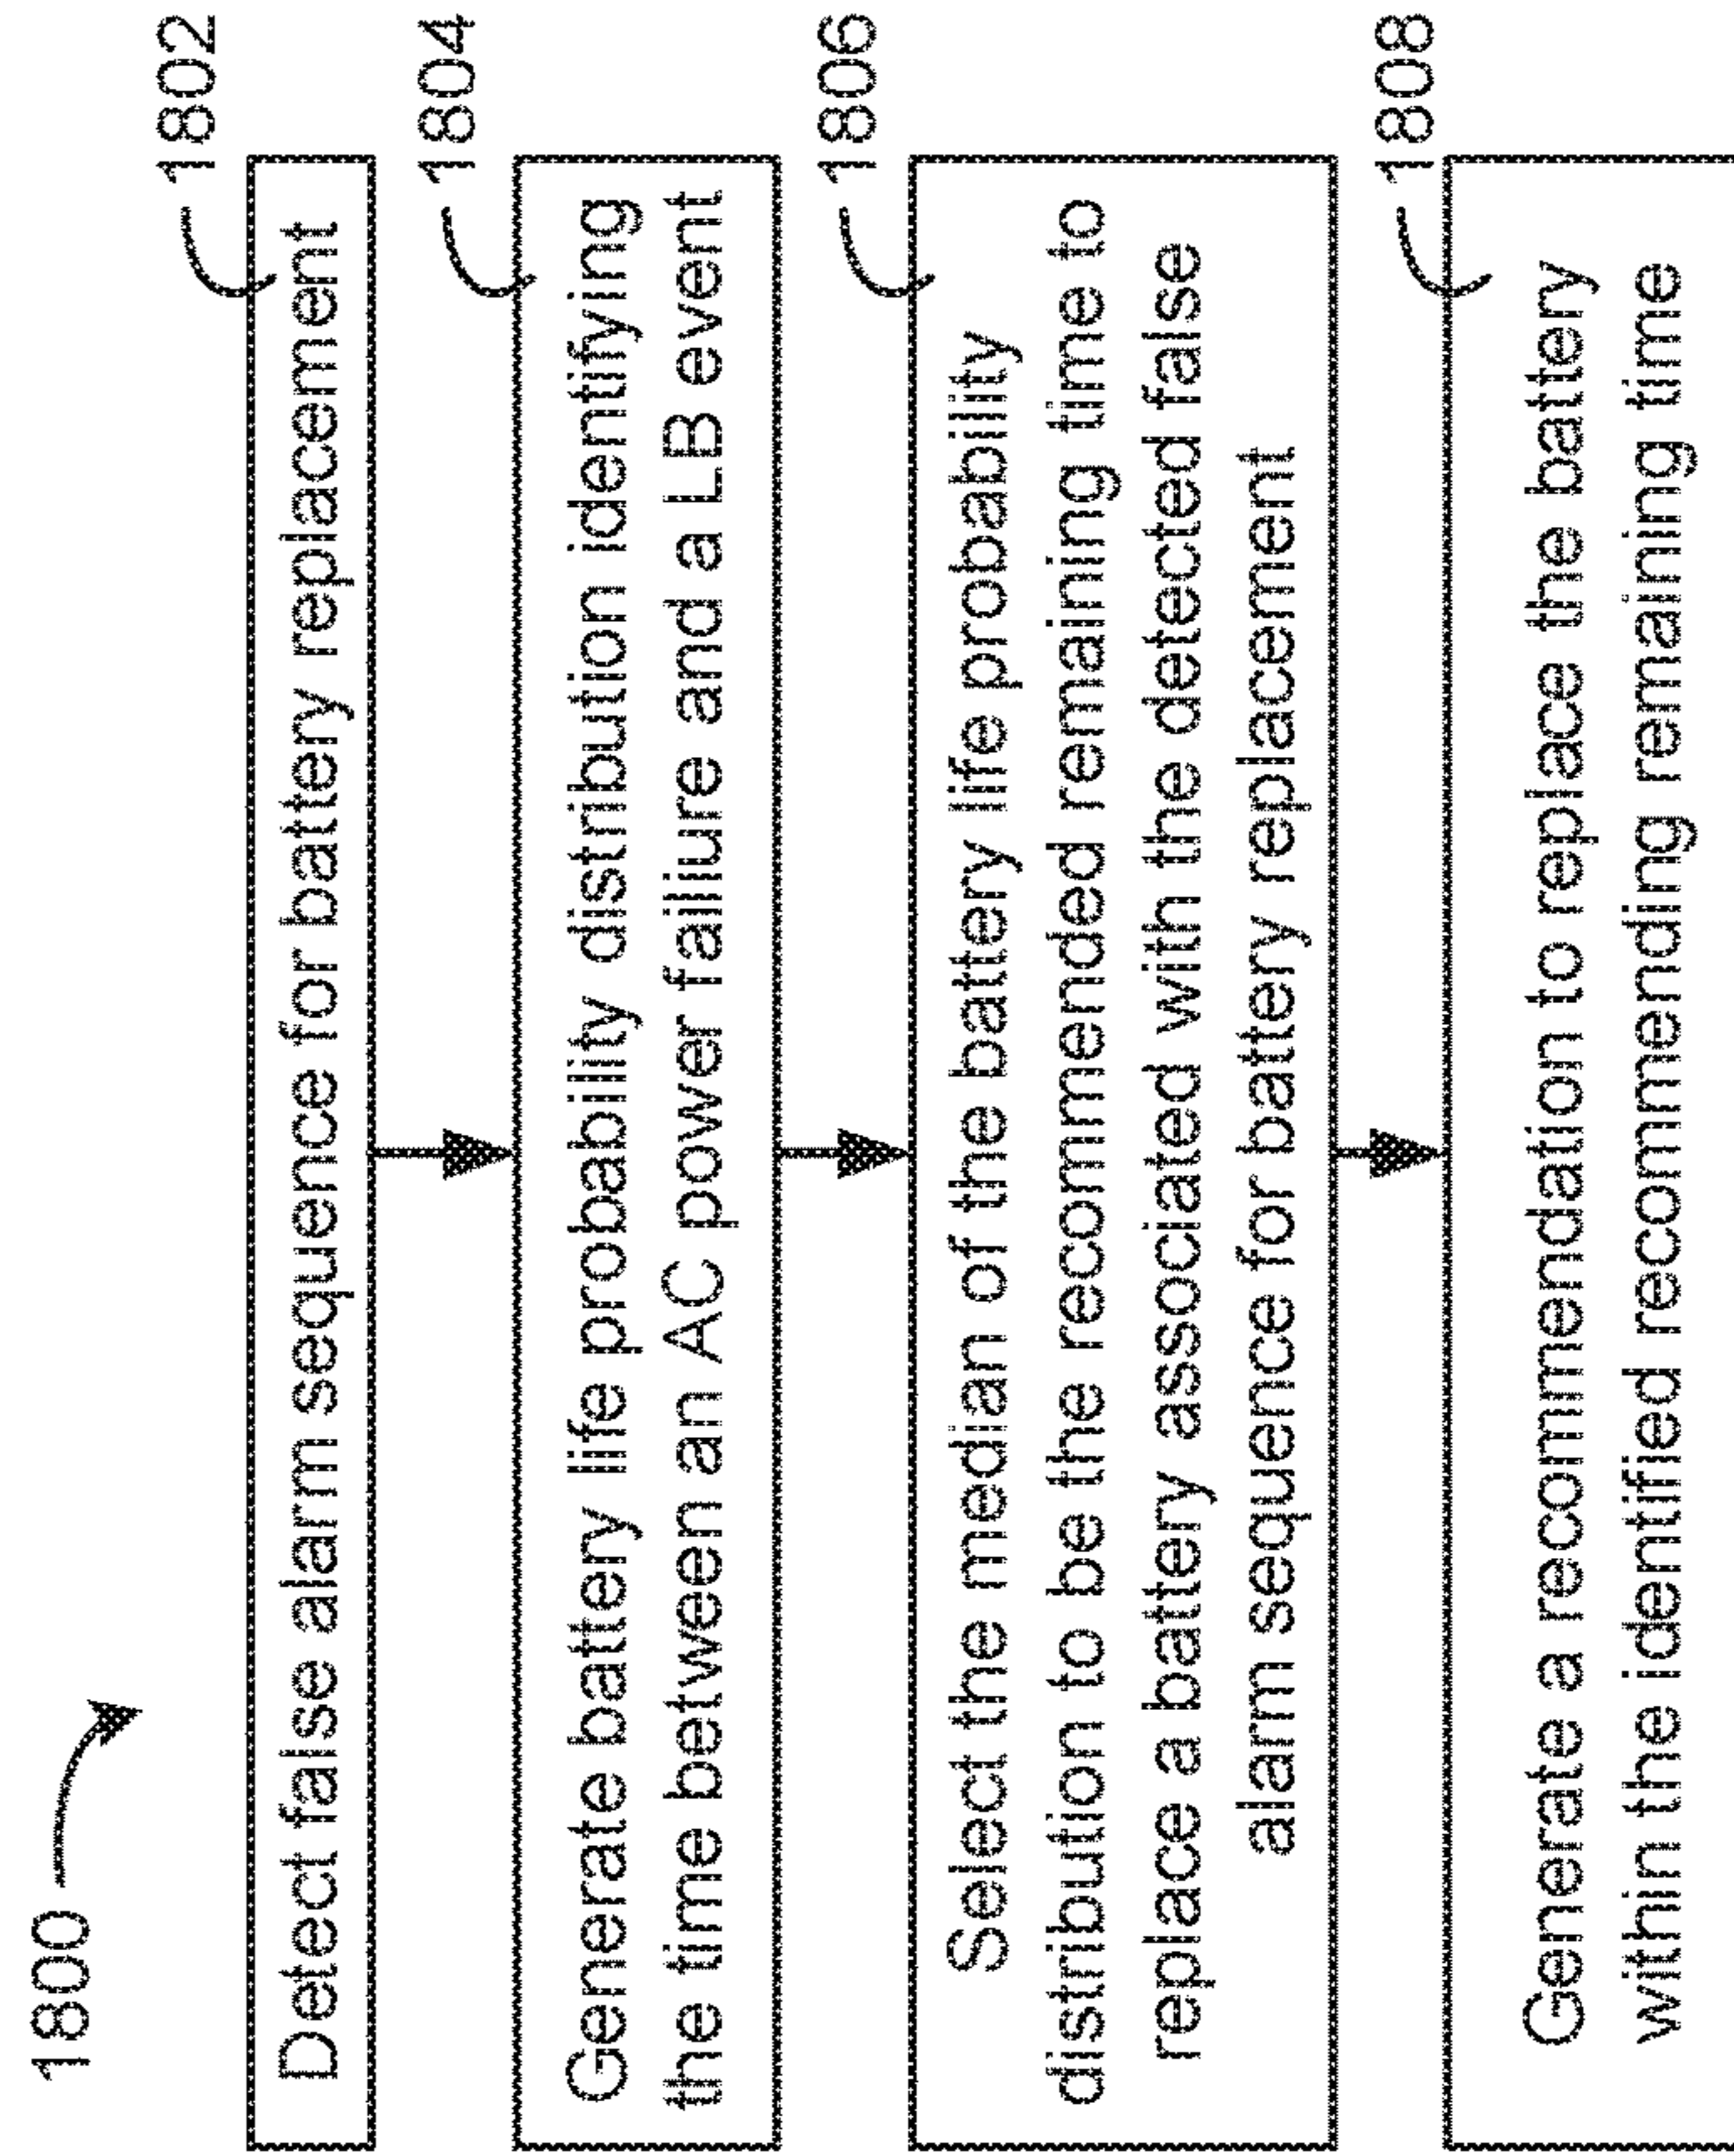 1800
1802
Detect false alarm sequence for battery replacement
1804
Generate battery life probability distribution identifying
the time between an AC power failure and a LB event
1806
Select the median of the battery life probability
distribution to be the recommended remaining time to
replace a battery associated with the detected false
alarm sequence for battery replacement
1808
Generate a recommendation to replace the battery
within the identified recommending remaining time